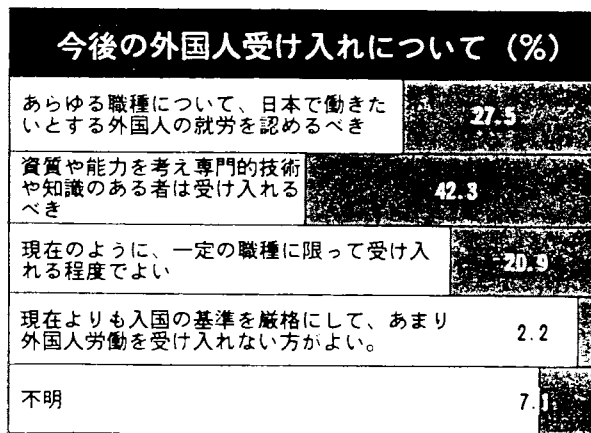 今後の外国人受け入れについて (%)
あらゆる職種について、日本で働きた
いとする外国人の就労を認めるべき
27.5
資質や能力を考え専門的技術
や知識のある者は受け入れる
べき
42.3
現在のように、一定の職種に限って受け入
れる程度でよい
20.9
現在よりも入国の基準を厳格にして、あまり
外国人労働を受け入れない方がよい。
2.2
不明
7.1